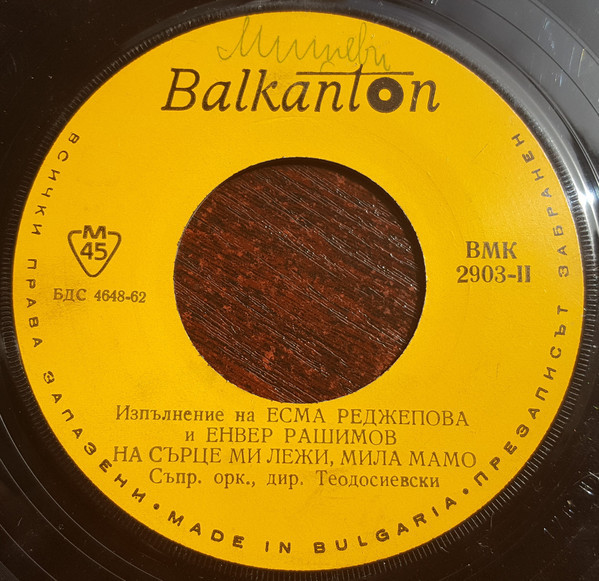 Мишеви
Balkanton
М
45
БДС 4648-62
ВМК
2903-II
Изпълнение на ЕСМА РЕДЖЕПОВА
и ЕНВЕР РАШИМОВ
НА СЪРЦЕ МИ ЛЕЖИ, МИЛА МАМО
Съпр. орк., дир. Теодосиевски
ВСИЧКИ ПРАВА ЗАПАЗЕНИ • MADE IN BULGARIA • ПРЕЗАПИСЪТ ЗАБРАНЕН